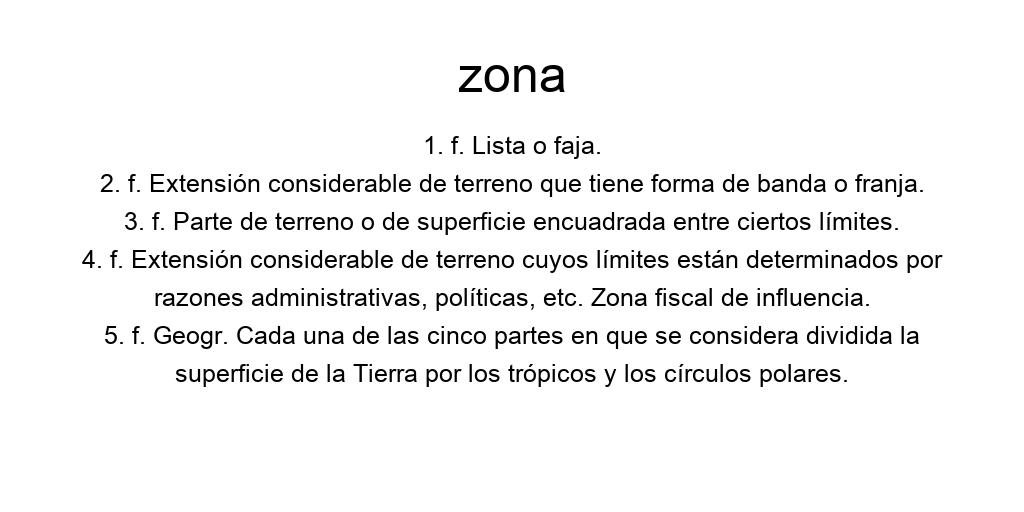 zona
1. f. Lista o faja.
2. f. Extensión considerable de terreno que tiene forma de banda o franja.
3. f. Parte de terreno o de superficie encuadrada entre ciertos límites.
4. f. Extensión considerable de terreno cuyos límites están determinados por
razones administrativas, políticas, etc. Zona fiscal de influencia.
5. f. Geogr. Cada una de las cinco partes en que se considera dividida la
superficie de la Tierra por los trópicos y los círculos polares.